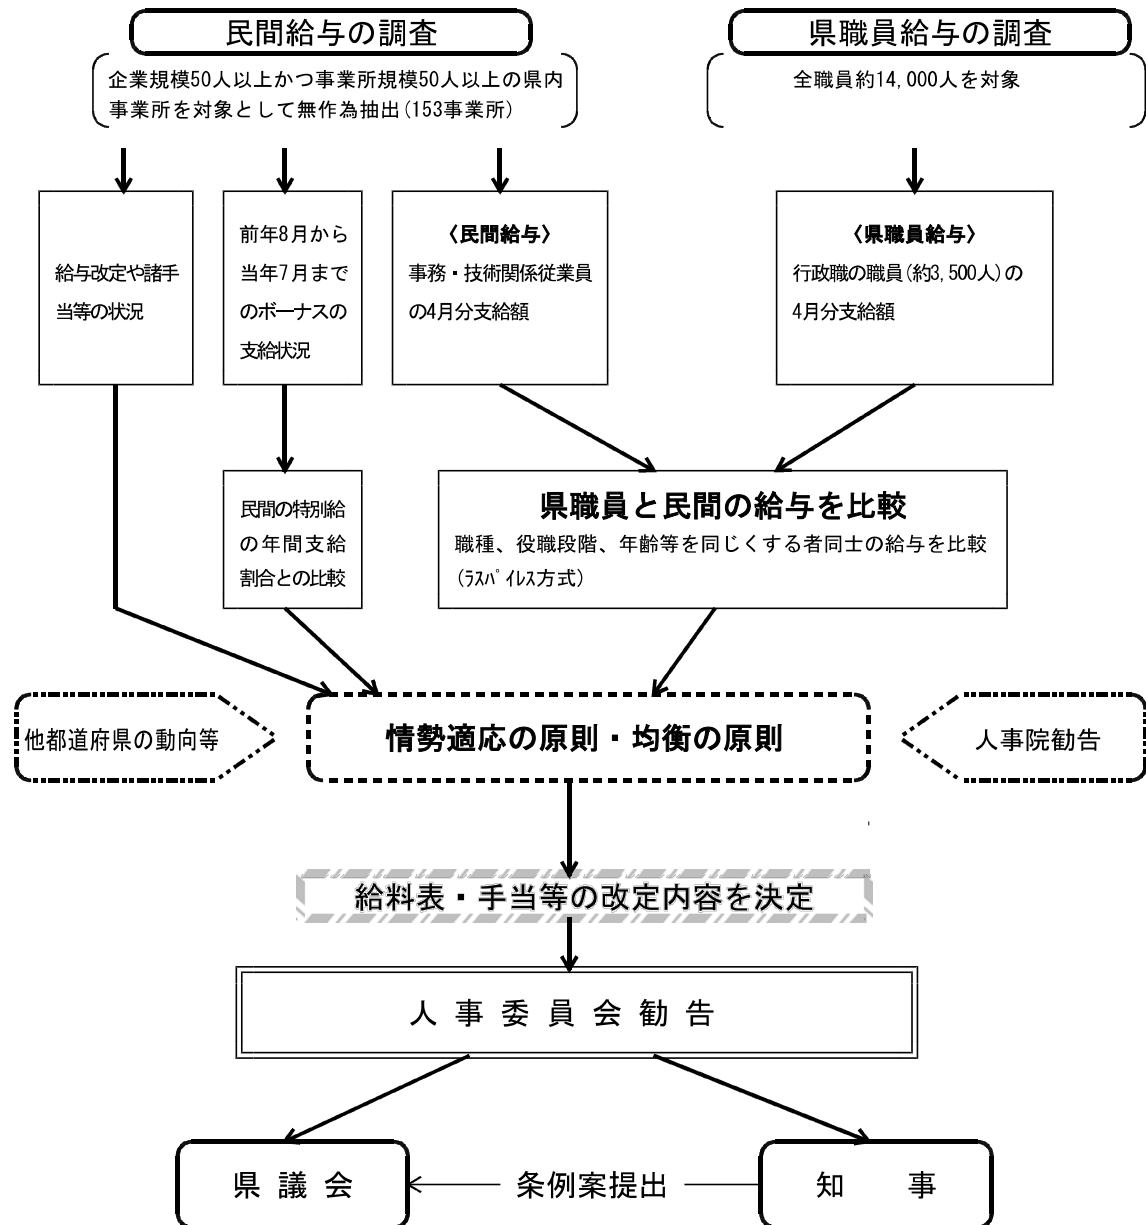 民間給与の調査
企業規模50人以上かつ事業所規模50人以上の県内
事業所を対象として無作為抽出(153事業所)
県職員給与の調査
全職員約14,000人を対象
給与改定や諸手
当等の状況
前年8月から
当年7月まで
のボーナスの
支給状況
〈民間給与〉
事務・技術関係従業員
の4月分支給額
〈県職員給与〉
行政職の職員(約3,500人)の
4月分支給額
民間の特別給
の年間支給
割合との比較
県職員と民間の給与を比較
職種、役職段階、年齢等を同じくする者同士の給与を比較
(ﾗｽﾊﾟｲﾚｽ方式)
他都道府県の動向等
情勢適応の原則・均衡の原則
人事院勧告
給料表・手当等の改定内容を決定
人事委員会勧告
県議会
条例案提出
知　事